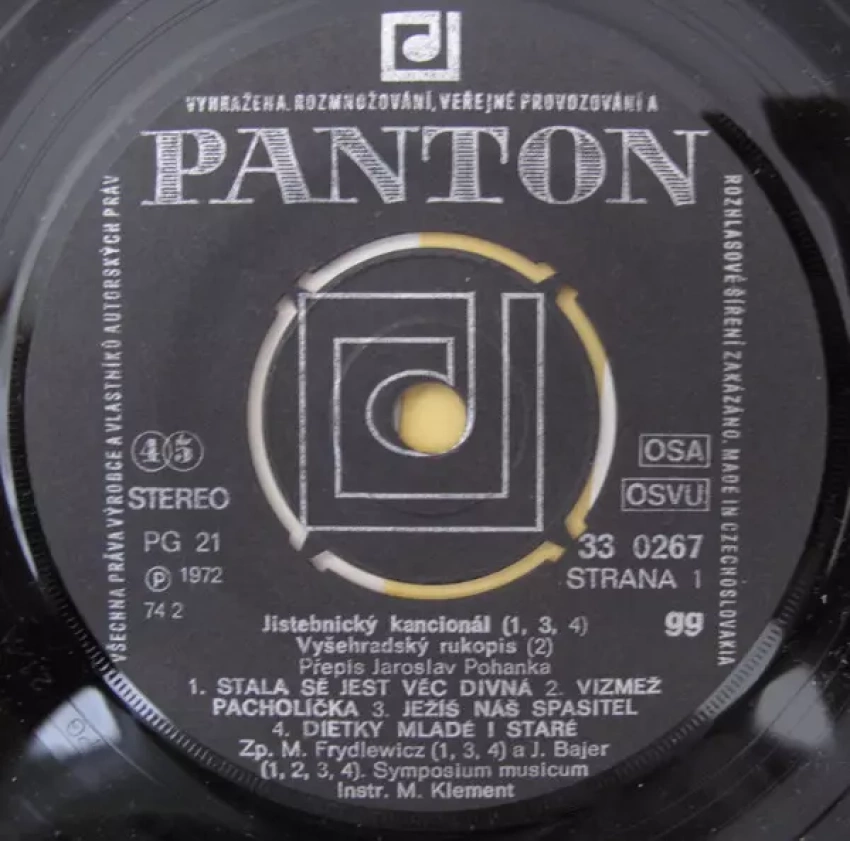 VYHRAŽENA. ROZMNOŽOVÁNÍ, VEŘEJNÉ PROVOZOVÁNÍ A
PANTON
VŠECHNA PRÁVA VÝROBCE A VLASTNÍKŮ AUTORSKÝCH PRÁV
ROZHLASOVÉ ŠÍŘENÍ ZAKÁZÁNO. MADE IN CZECHOSLOVAKIA
45
STEREO
PG 21
Ⓟ 1972
74 2
OSA
OSVU
33 0267
STRANA 1
gg
Jistebnický kancionál (1, 3, 4)
Vyšehradský rukopis (2)
Přepis Jaroslav Pohanka
1. STALA SĚ JEST VĚC DIVNÁ 2. VIZMEŽ
PACHOLÍČKA 3. JEŽÍŠ NÁŠ SPASITEL
4. DIETKY MLADÉ I STARÉ
Zp. M. Frydlewicz (1, 3, 4) a J. Bajer
(1, 2, 3, 4). Symposium musicum
Instr. M. Klement